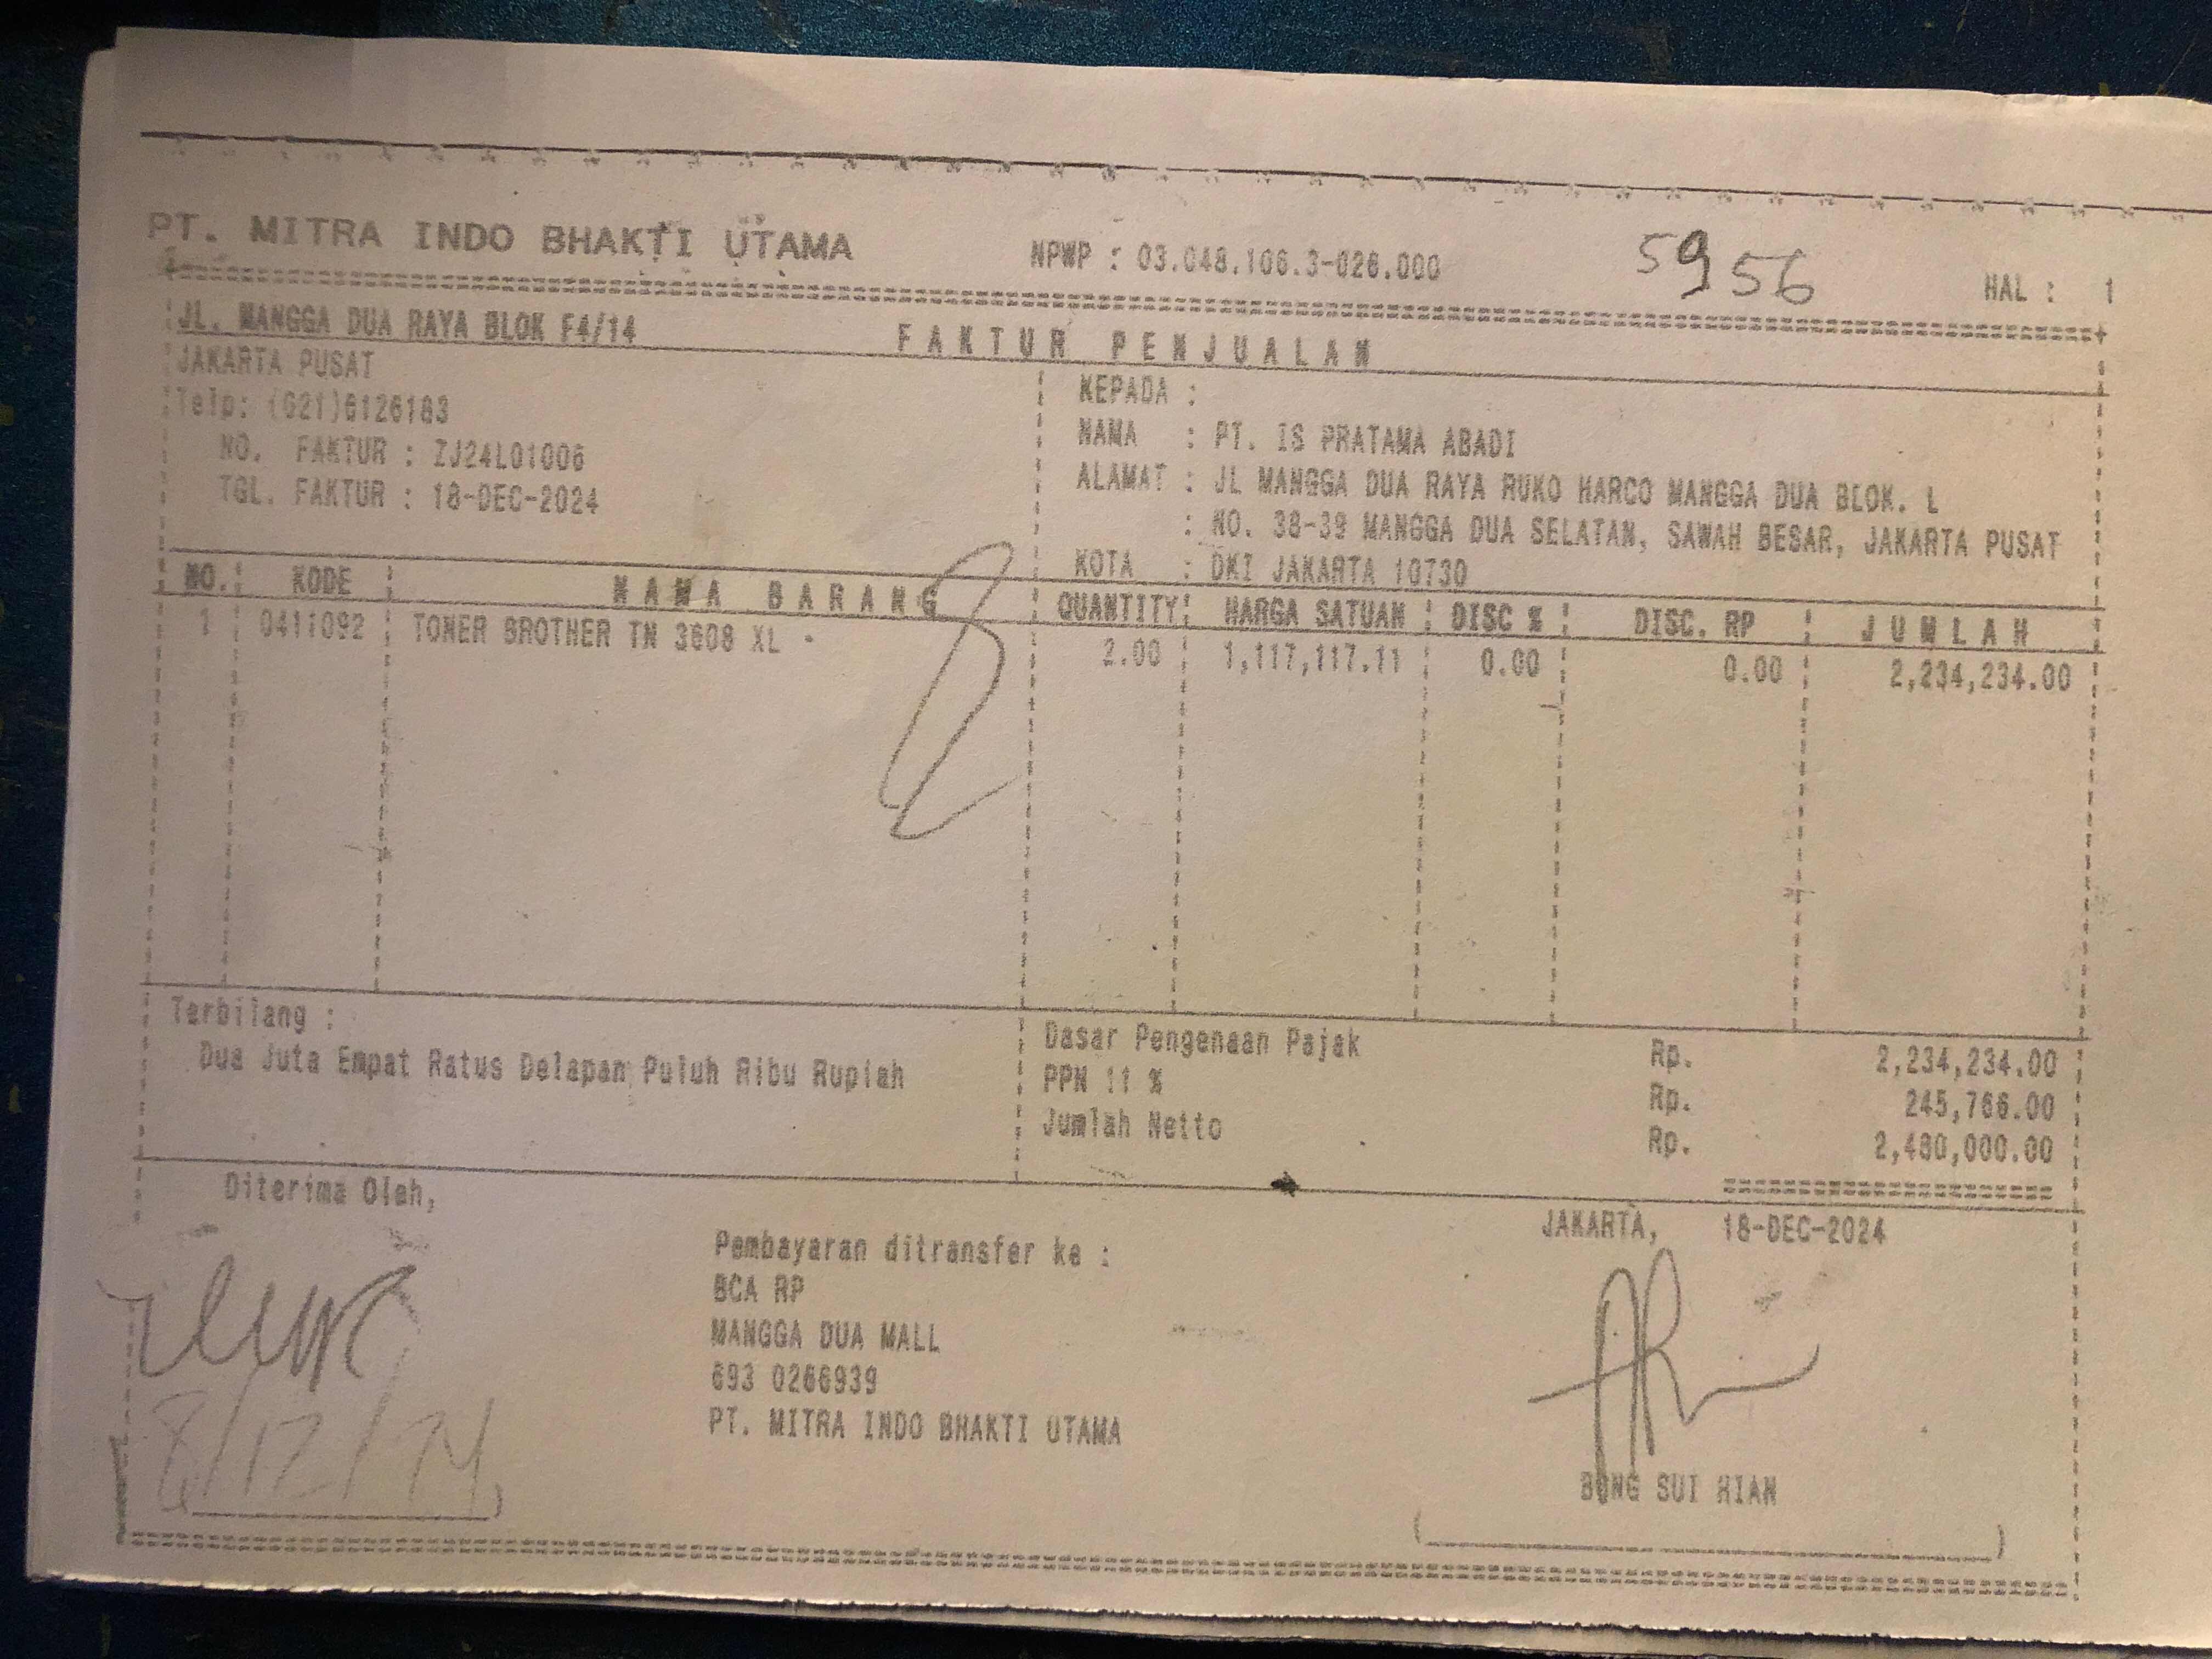 PT. MITRA INDO BHAKTI UTAMA NPWP : 03.048.106.3-026.000 5956 HAL : 1
JL. MANGGA DUA RAYA BLOK F4/14
FAKTUR PENJUALAN
JAKARTA PUSAT
Telp: (021)6126183
NO. FAKTUR : ZJ24L01006
TGL. FAKTUR : 18-DEC-2024
KEPADA :
NAMA : PT. IS PRATAMA ABADI
ALAMAT : JL MANGGA DUA RAYA RUKO HARCO MANGGA DUA BLOK. L
: NO. 38-39 MANGGA DUA SELATAN, SAWAH BESAR, JAKARTA PUSAT
KOTA : DKI JAKARTA 10730
NO. KODE NAMA BARANG QUANTITY HARGA SATUAN DISC % DISC. RP JUMLAH
1 0411092 TONER BROTHER TN 3608 XL 2.00 1,117,117.11 0.00 0.00 2,234,234.00
Terbilang :
Dua Juta Empat Ratus Delapan Puluh Ribu Rupiah
Dasar Pengenaan Pajak Rp. 2,234,234.00
PPN 11 % Rp. 245,766.00
Jumlah Netto Rp. 2,480,000.00
Diterima Oleh,
Pembayaran ditransfer ke :
BCA RP
MANGGA DUA MALL
693 0266939
PT. MITRA INDO BHAKTI UTAMA
JAKARTA, 18-DEC-2024
BONG SUI HIAN